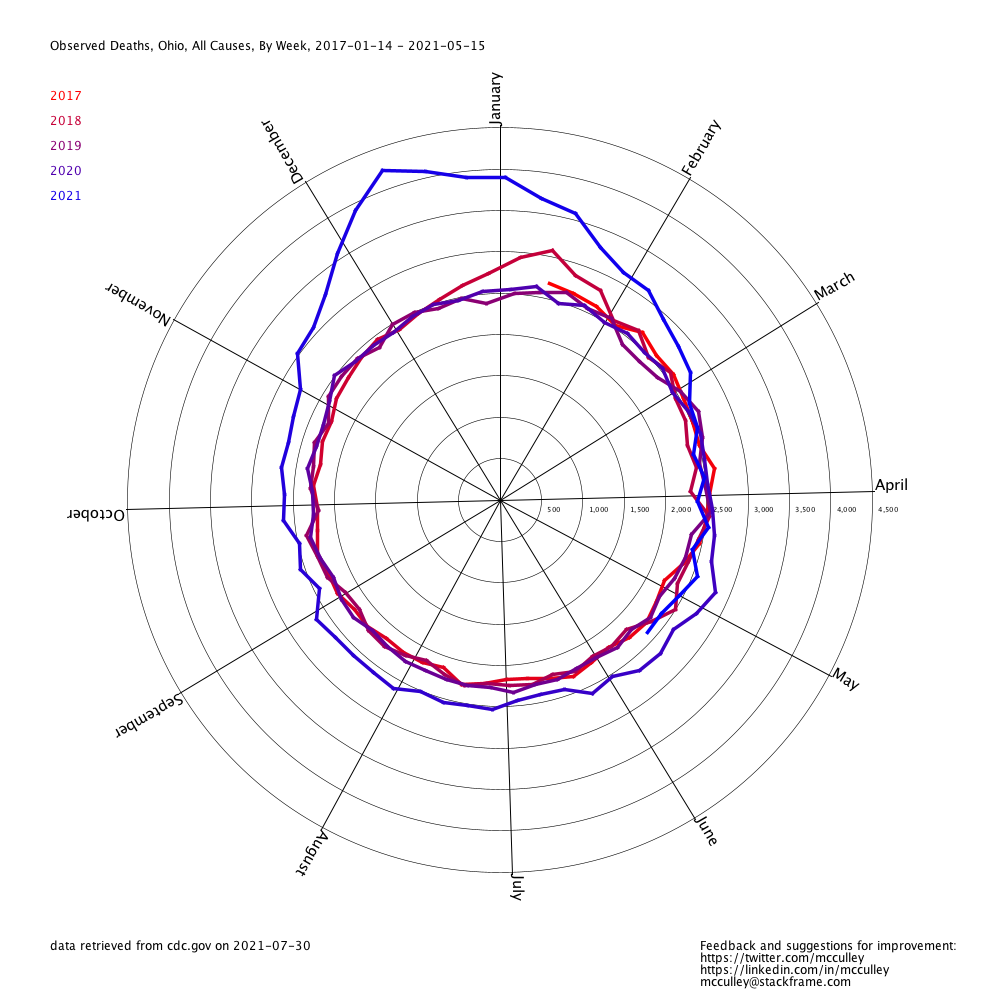 Observed Deaths, Ohio, All Causes, By Week, 2017-01-14 - 2021-05-15
2017
2018
2019
2020
2021
January
February
March
April
May
June
July
August
September
October
November
December
500
1,000
1,500
2,000
2,500
3,000
3,500
4,000
4,500
data retrieved from cdc.gov on 2021-07-30
Feedback and suggestions for improvement:
https://twitter.com/mcculley
https://linkedin.com/in/mcculley
mcculley@stackframe.com